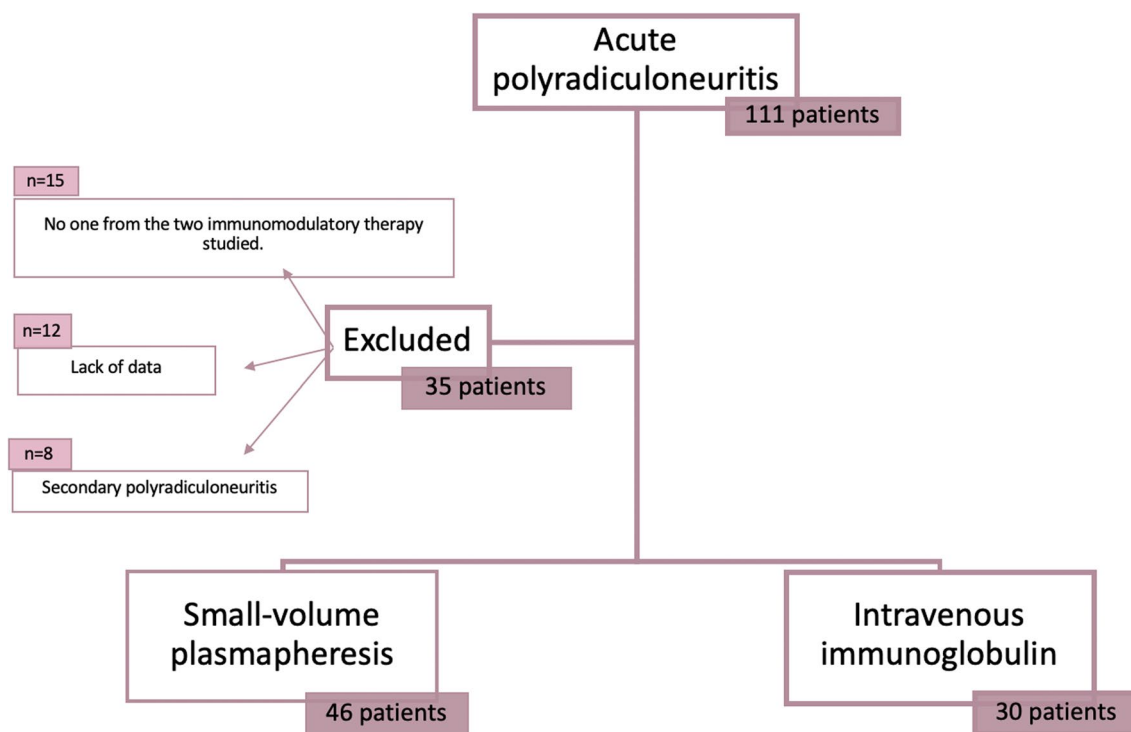 Acute
polyradiculoneuritis
111 patients
n=15
No one from the two immunomodulatory therapy
studied.
Excluded
35 patients
n=12
Lack of data
n=8
Secondary polyradiculoneuritis
Small-volume
plasmapheresis
46 patients
Intravenous
immunoglobulin
30 patients